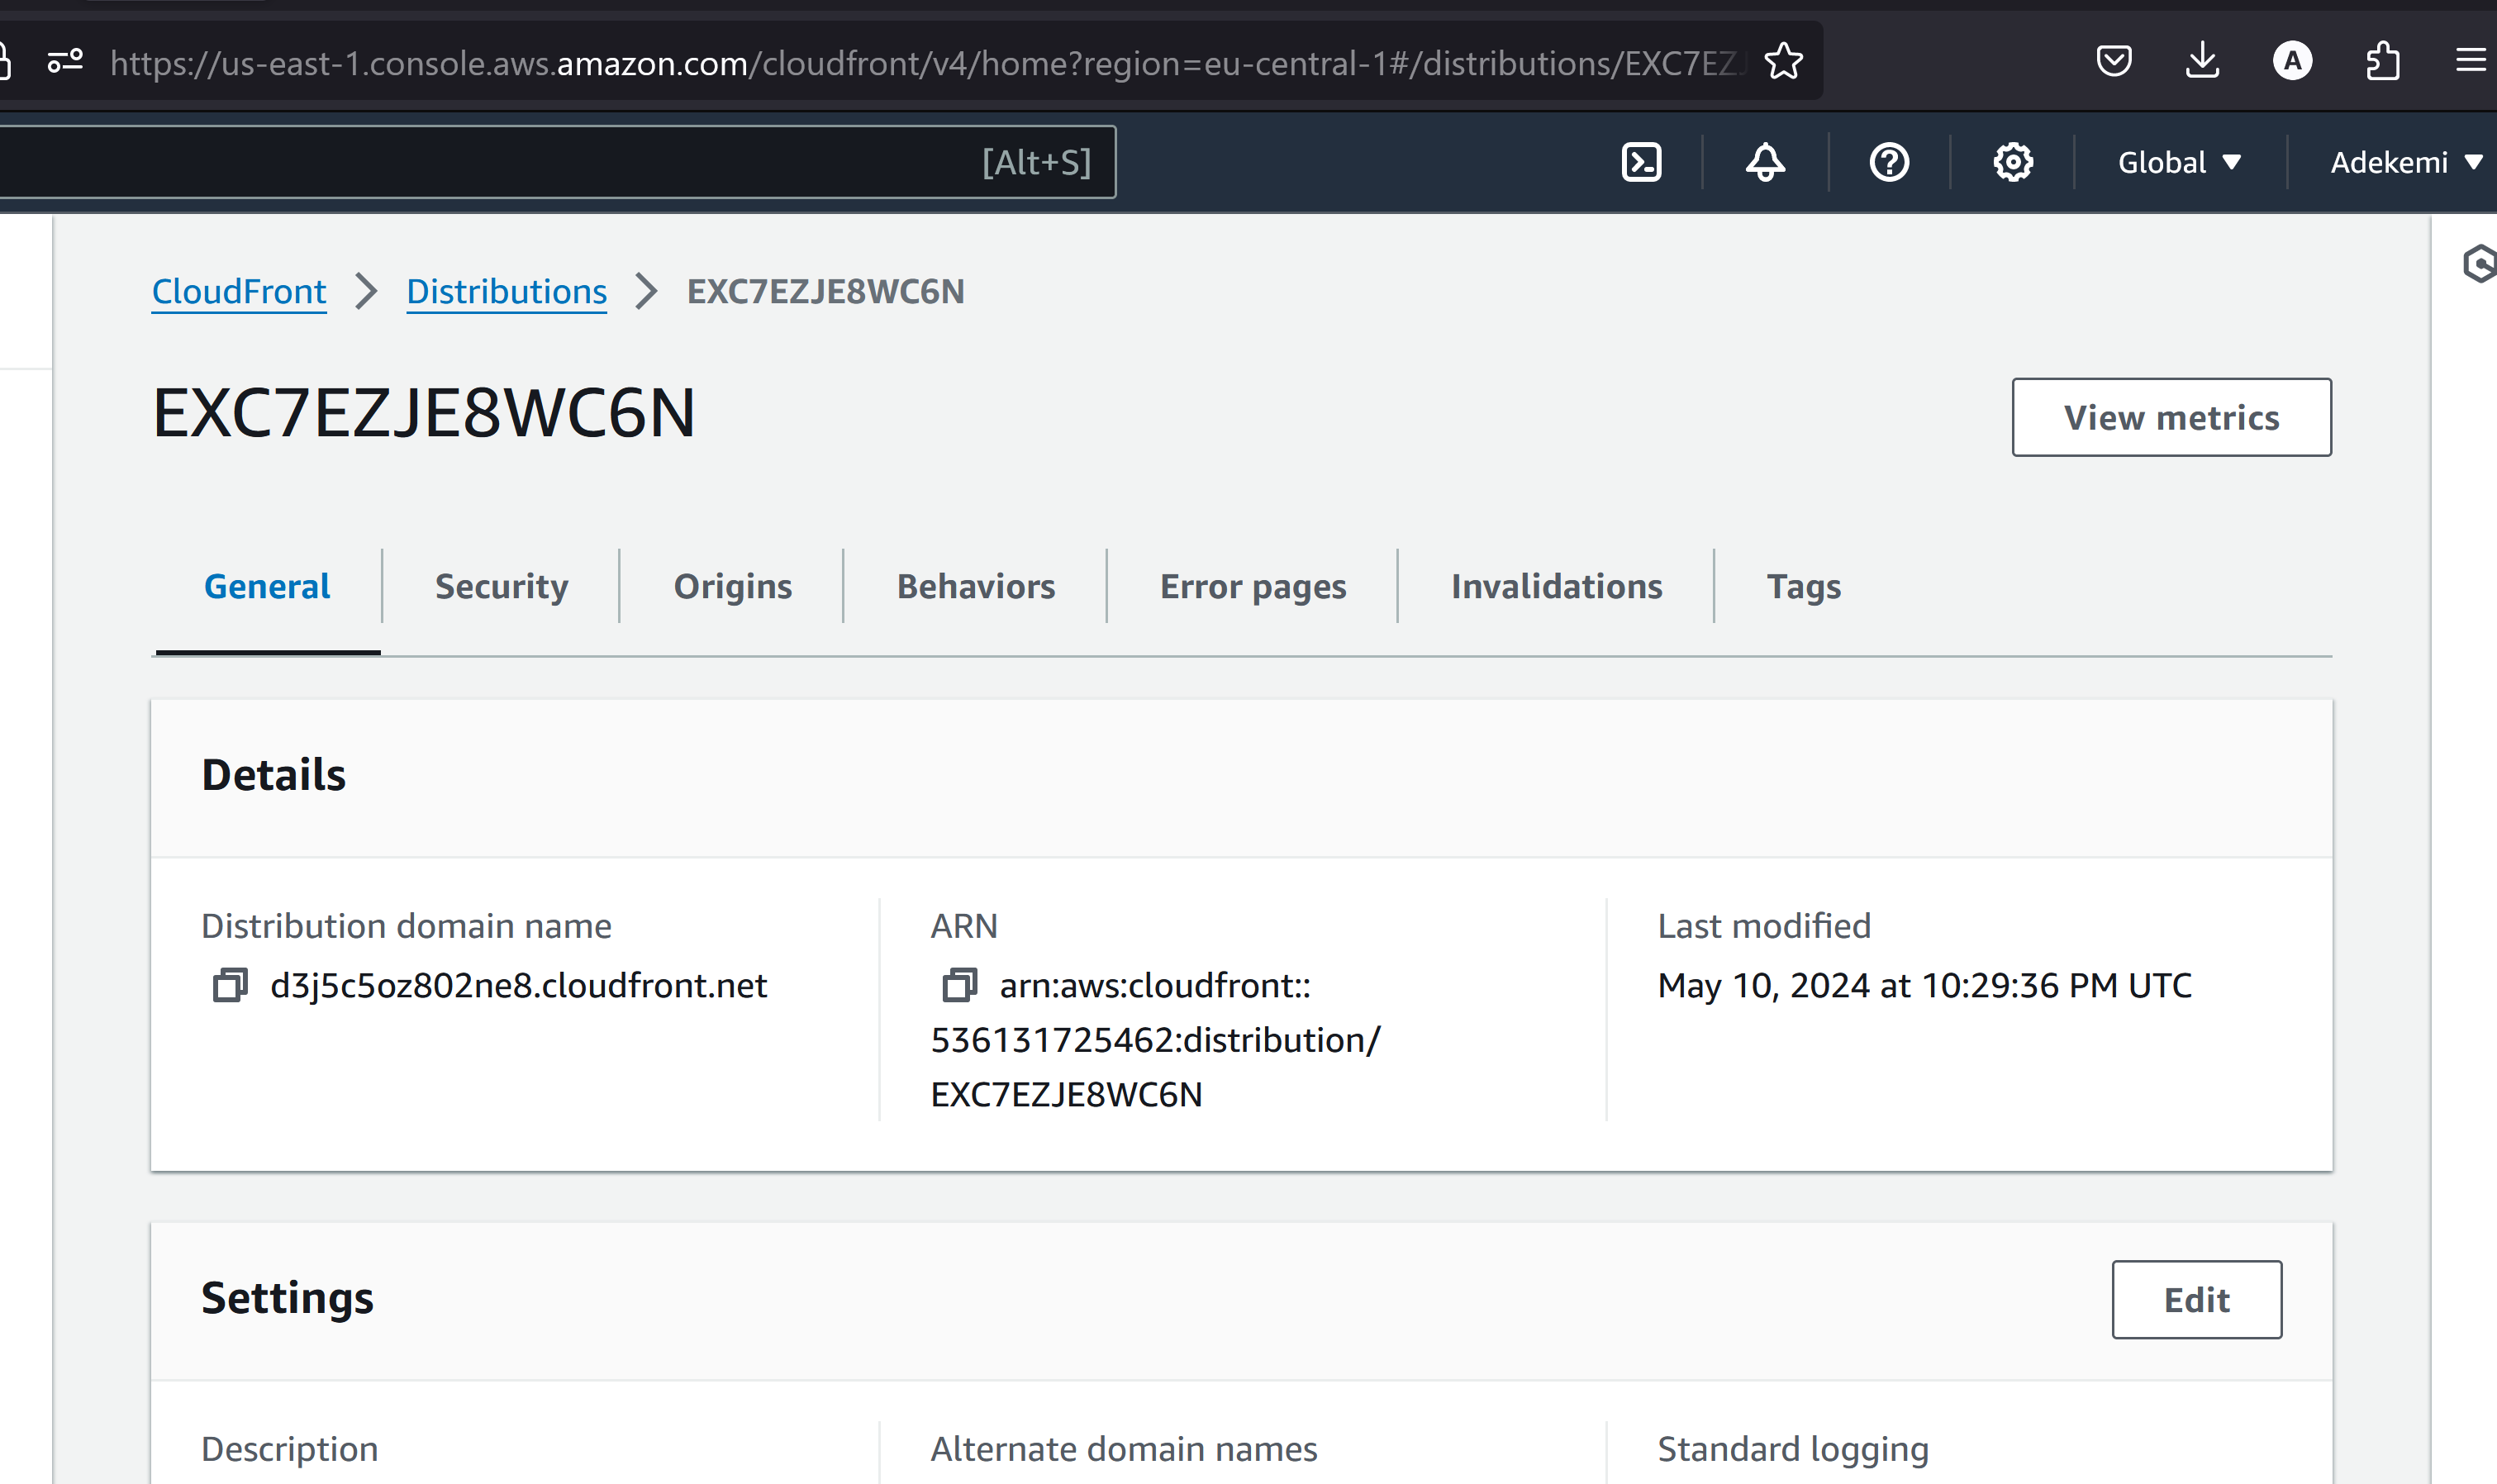 https://us-east-1.console.aws.amazon.com/cloudfront/v4/home?region=eu-central-1#/distributions/EXC7EZJ
[Alt+S]
Global
Adekemi
CloudFront
Distributions
EXC7EZJE8WC6N
EXC7EZJE8WC6N
View metrics
General
Security
Origins
Behaviors
Error pages
Invalidations
Tags
Details
Distribution domain name
d3j5c5oz802ne8.cloudfront.net
ARN
arn:aws:cloudfront::
536131725462:distribution/
EXC7EZJE8WC6N
Last modified
May 10, 2024 at 10:29:36 PM UTC
Settings
Edit
Description
Alternate domain names
Standard logging